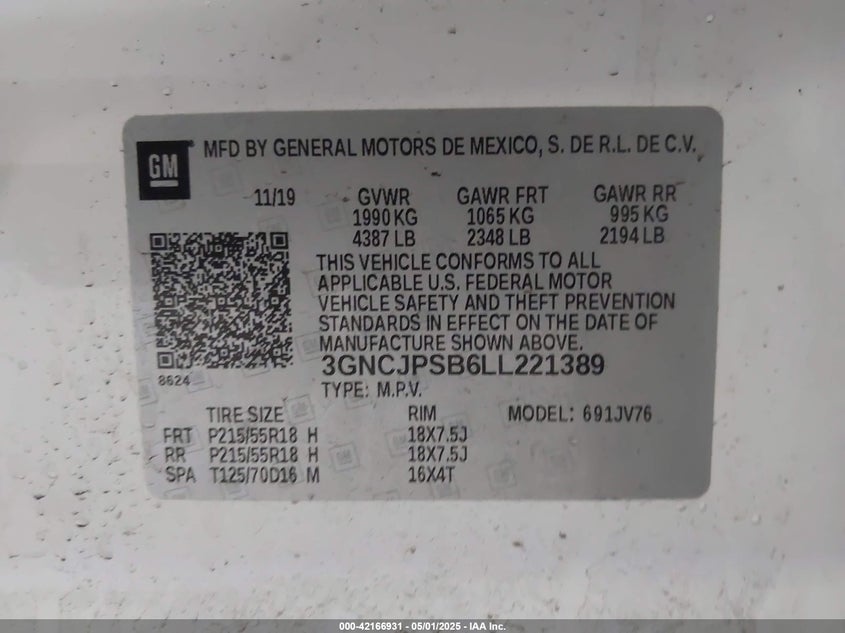 GM
MFD BY GENERAL MOTORS DE MEXICO, S. DE R.L. DE C.V.
11/19 GVWR GAWR FRT GAWR RR
1990 KG 1065 KG 995 KG
4387 LB 2348 LB 2194 LB
THIS VEHICLE CONFORMS TO ALL
APPLICABLE U.S. FEDERAL MOTOR
VEHICLE SAFETY AND THEFT PREVENTION
STANDARDS IN EFFECT ON THE DATE OF
MANUFACTURE SHOWN ABOVE.
3GNCJPSB6LL221389
8624
TYPE: M.P.V.
TIRE SIZE RIM MODEL: 691JV76
FRT P215/55R18 H 18X7.5J
RR P215/55R18 H 18X7.5J
SPA T125/70D16 M 16X4T
000-42166931 - 05/01/2025 - IAA Inc.